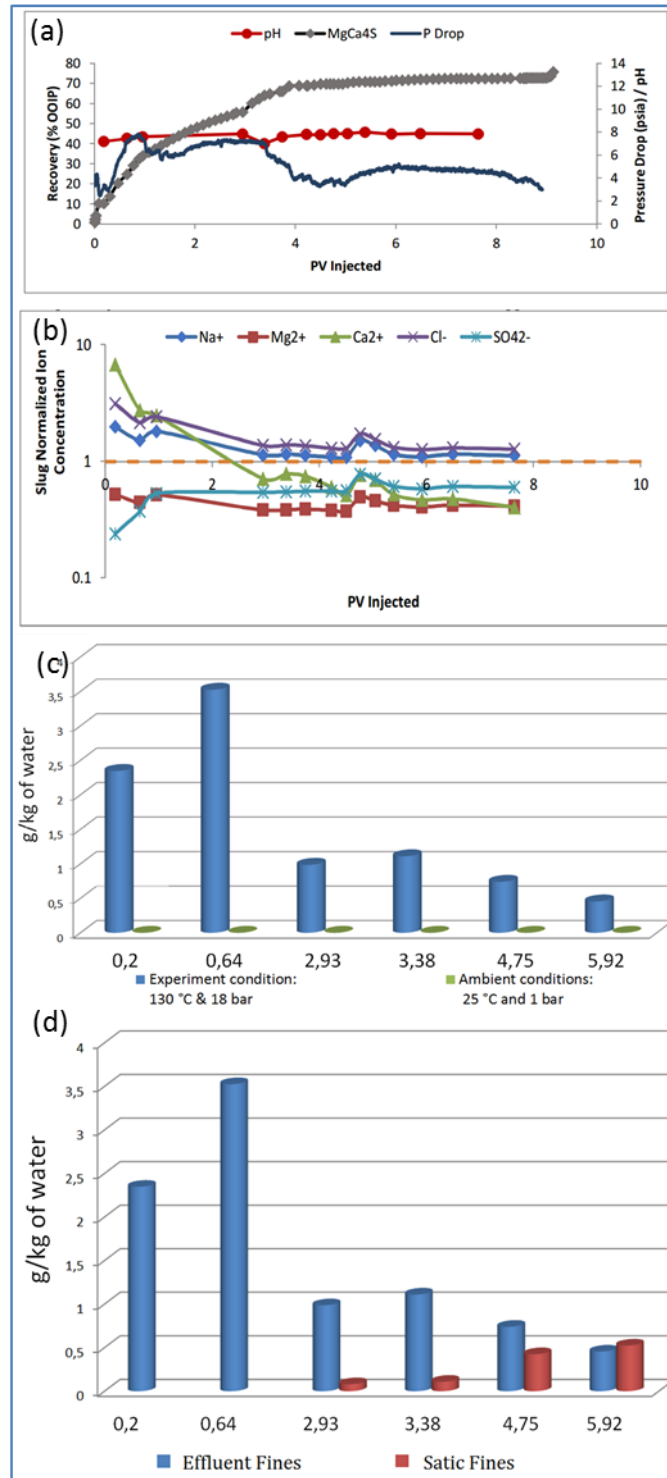 (a)
pH MgCa4S P Drop
Recovery (% OOIP)
80
70
60
50
40
30
20
10
0
14
12
10
8
6
4
2
0
Pressure Drop (psia) / pH
0 2 4 6 8 10
PV Injected
(b)
Na+ Mg2+ Ca2+ Cl- SO42-
Slug Normalized Ion
Concentration
10
1
0.1
0 2 4 6 8 10
PV Injected
(c)
g/kg of water
4
3,5
3
2,5
2
1,5
1
0,5
0
0,2 0,64 2,93 3,38 4,75 5,92
Experiment condition: Ambient conditions:
130 °C & 18 bar 25 °C and 1 bar
(d)
g/kg of water
4
3,5
3
2,5
2
1,5
1
0,5
0
0,2 0,64 2,93 3,38 4,75 5,92
Effluent Fines Satic Fines